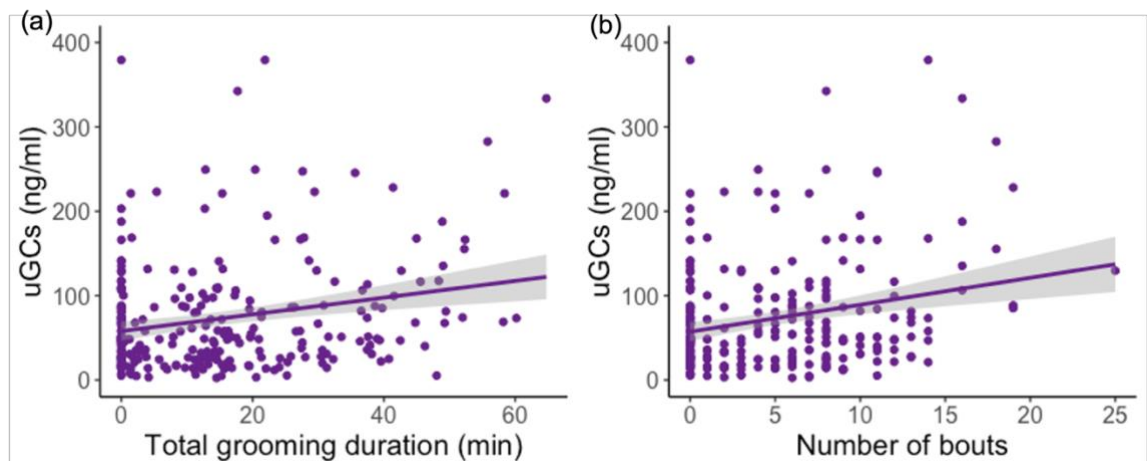 (a)
400
300
200
100
0
uGCs (ng/ml)
0 20 40 60
Total grooming duration (min)
(b)
400
300
200
100
0
uGCs (ng/ml)
0 5 10 15 20 25
Number of bouts